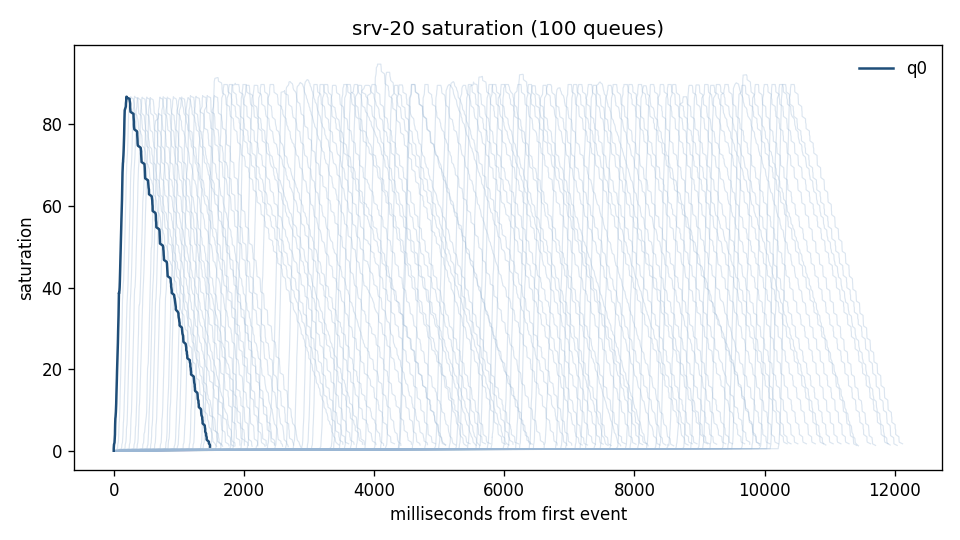 srv-20 saturation (100 queues)
q0
saturation
80
60
40
20
0
0 2000 4000 6000 8000 10000 12000
milliseconds from first event